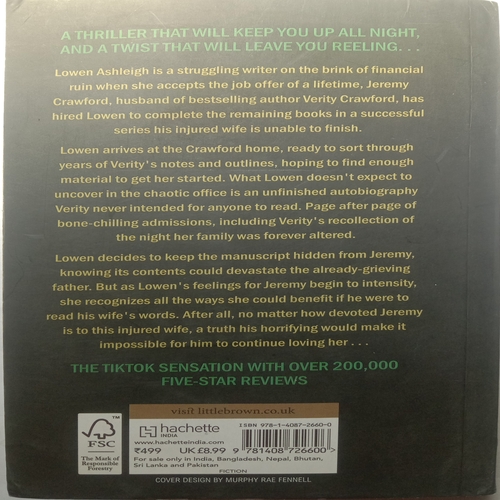 A THRILLER THAT WILL KEEP YOU UP ALL NIGHT,
AND A TWIST THAT WILL LEAVE YOU REELING. . .
Lowen Ashleigh is a struggling writer on the brink of financial
ruin when she accepts the job offer of a lifetime, Jeremy
Crawford, husband of bestselling author Verity Crawford, has
hired Lowen to complete the remaining books in a successful
series his injured wife is unable to finish.
Lowen arrives at the Crawford home, ready to sort through
years of Verity's notes and outlines, hoping to find enough
material to get her started. What Lowen doesn't expect to
uncover in the chaotic office is an unfinished autobiography
Verity never intended for anyone to read. Page after page of
bone-chilling admissions, including Verity's recollection of
the night her family was forever altered.
Lowen decides to keep the manuscript hidden from Jeremy,
knowing its contents could devastate the already-grieving
father. But as Lowen's feelings for Jeremy begin to intensity,
she recognizes all the ways she could benefit if he were to
read his wife's words. After all, no matter how devoted Jeremy
is to this injured wife, a truth his horrifying would make it
impossible for him to continue loving her . . .
THE TIKTOK SENSATION WITH OVER 200,000
FIVE-STAR REVIEWS
visit littlebrown.co.uk
FSC
TM
The Mark of
Responsible
Forestry
hachette
INDIA
www.hachetteindia.com
ISBN 978-1-4087-2660-0
₹499 UK £8.99
9 781408 726600 >
For sale only in India, Bangladesh, Nepal, Bhutan,
Sri Lanka and Pakistan
FICTION
COVER DESIGN BY MURPHY RAE FENNELL